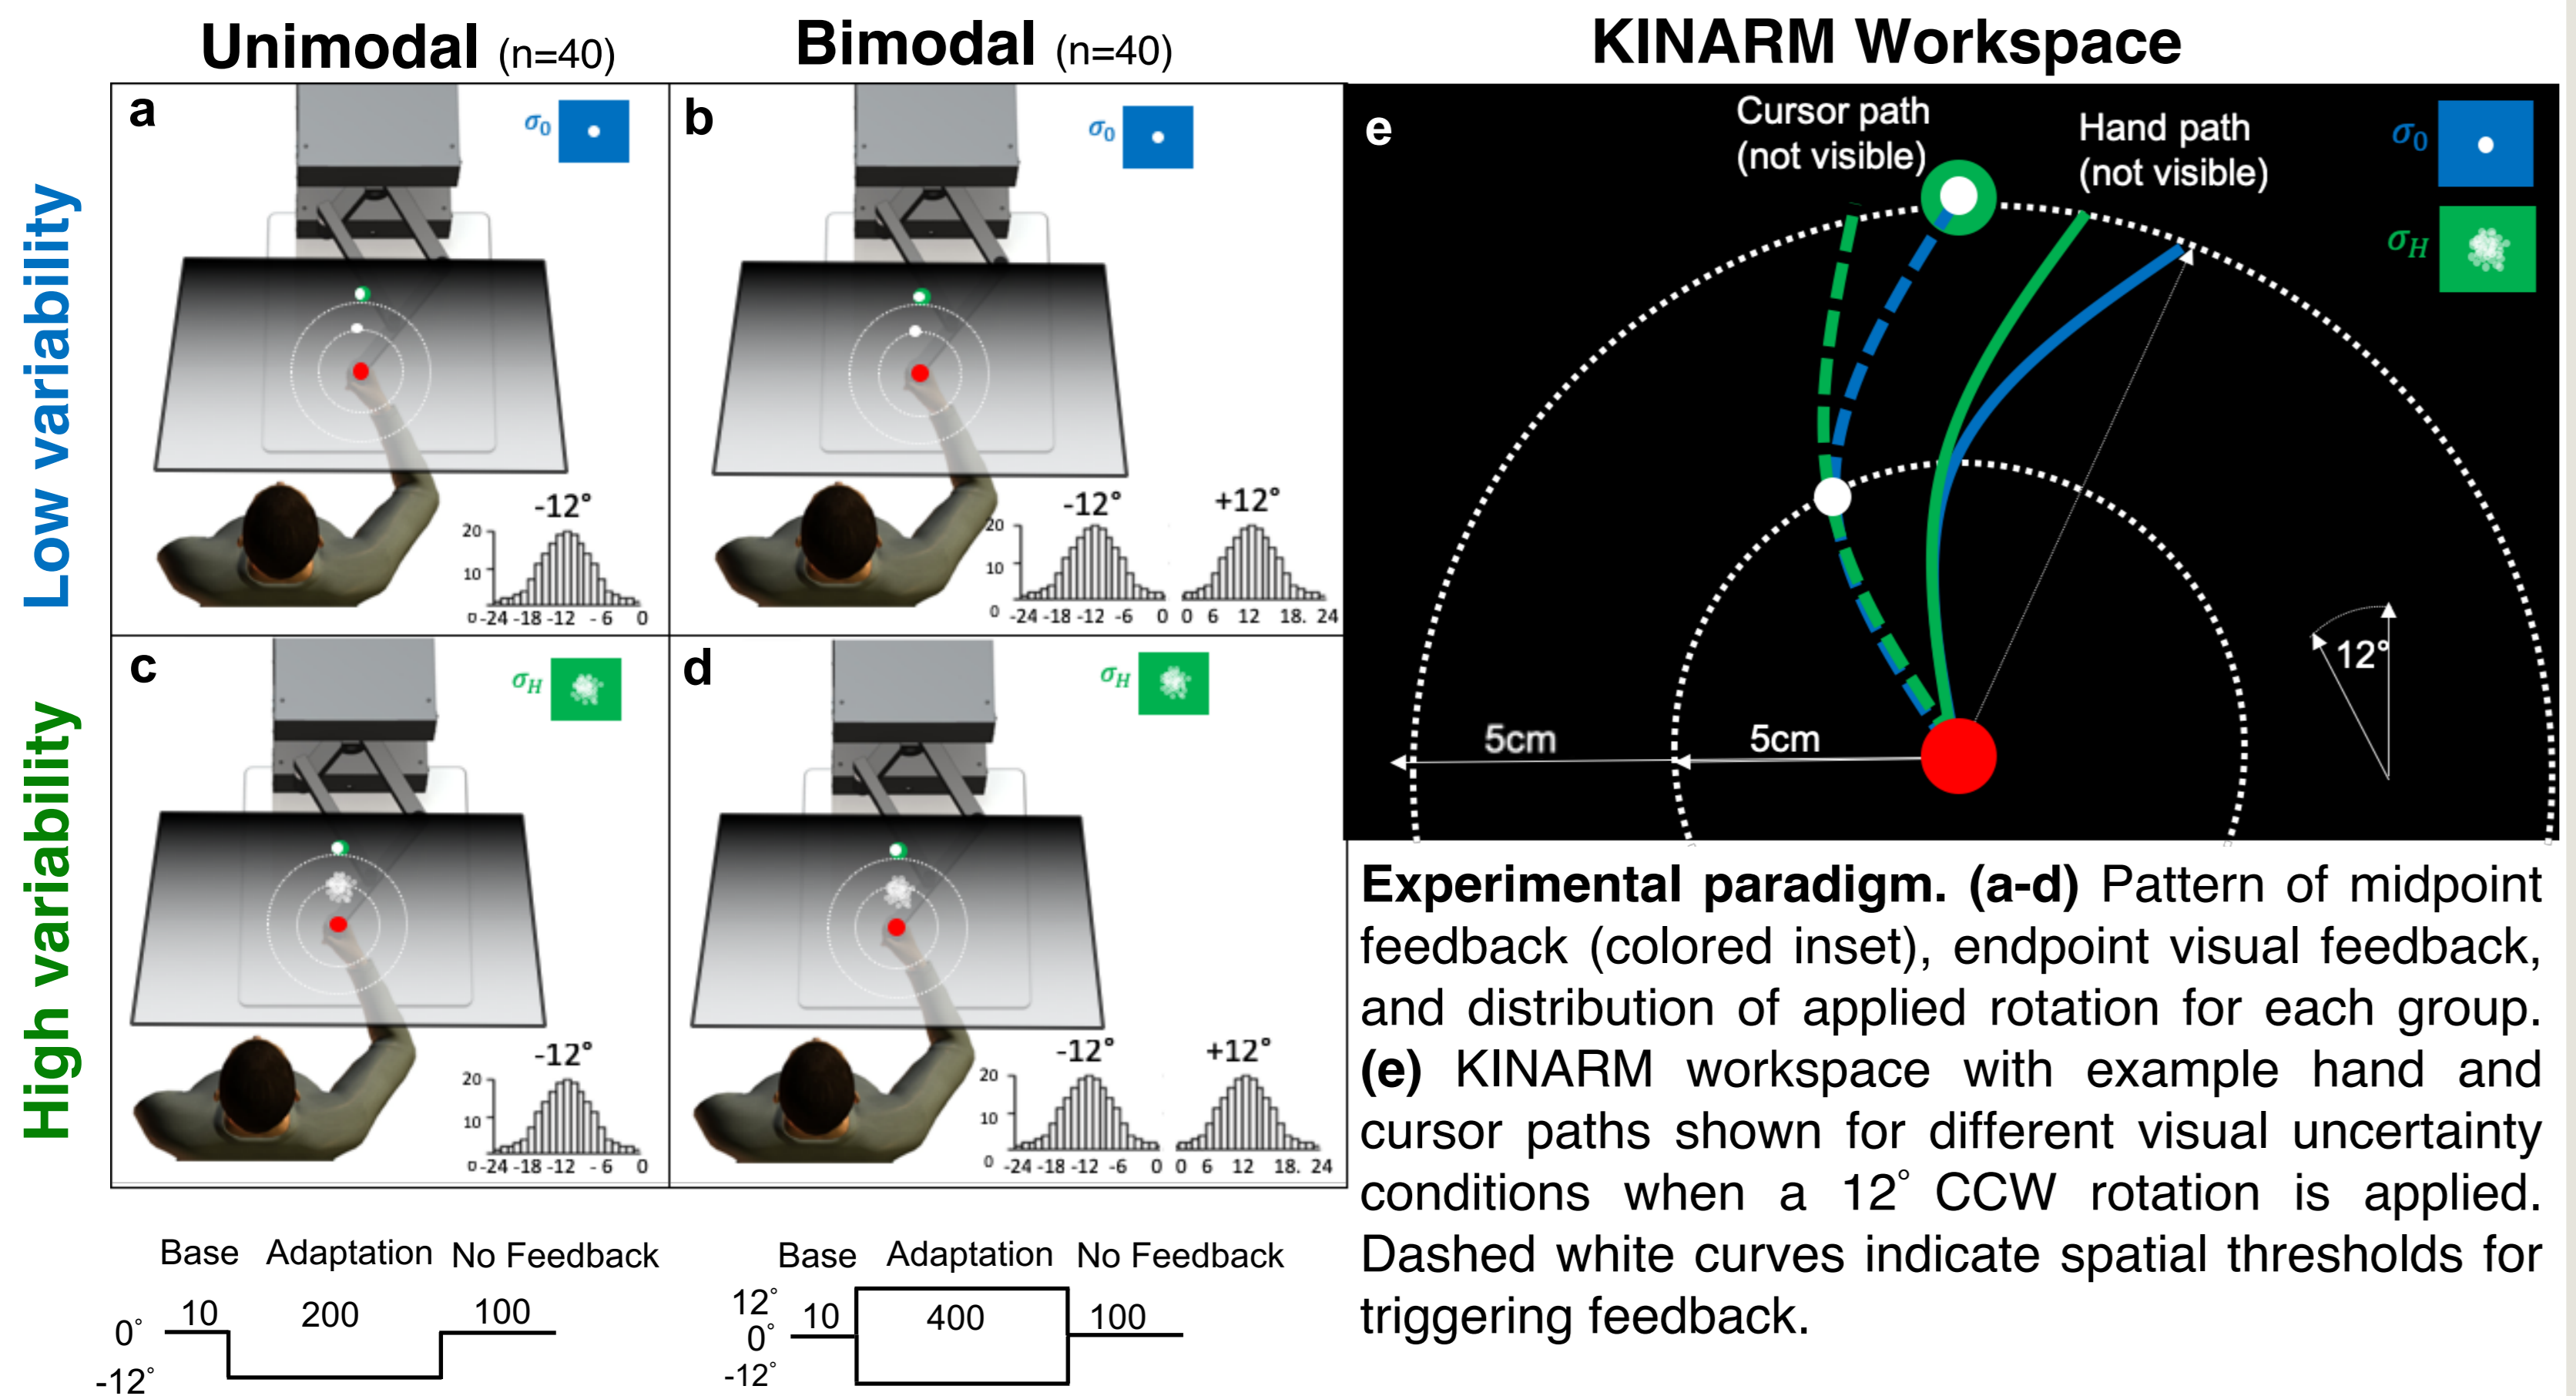 Unimodal (n=40)
Bimodal (n=40)
KINARM Workspace
Low variability
High variability
a
σ0
-12°
20
10
0
-24 -18 -12 - 6 0
b
σ0
-12°
+12°
20
10
0
-24 -18 -12 -6 0
0 6 12 18. 24
c
σH
-12°
20
10
0
-24 -18 -12 - 6 0
d
σH
-12°
+12°
20
10
0
-24 -18 -12 -6 0
0 6 12 18. 24
e
Cursor path
(not visible)
Hand path
(not visible)
σ0
σH
12°
5cm
5cm
Experimental paradigm. (a-d) Pattern of midpoint
feedback (colored inset), endpoint visual feedback,
and distribution of applied rotation for each group.
(e) KINARM workspace with example hand and
cursor paths shown for different visual uncertainty
conditions when a 12° CCW rotation is applied.
Dashed white curves indicate spatial thresholds for
triggering feedback.
Base Adaptation No Feedback
10 200 100
0°
-12°
Base Adaptation No Feedback
12°
10 400 100
0°
-12°